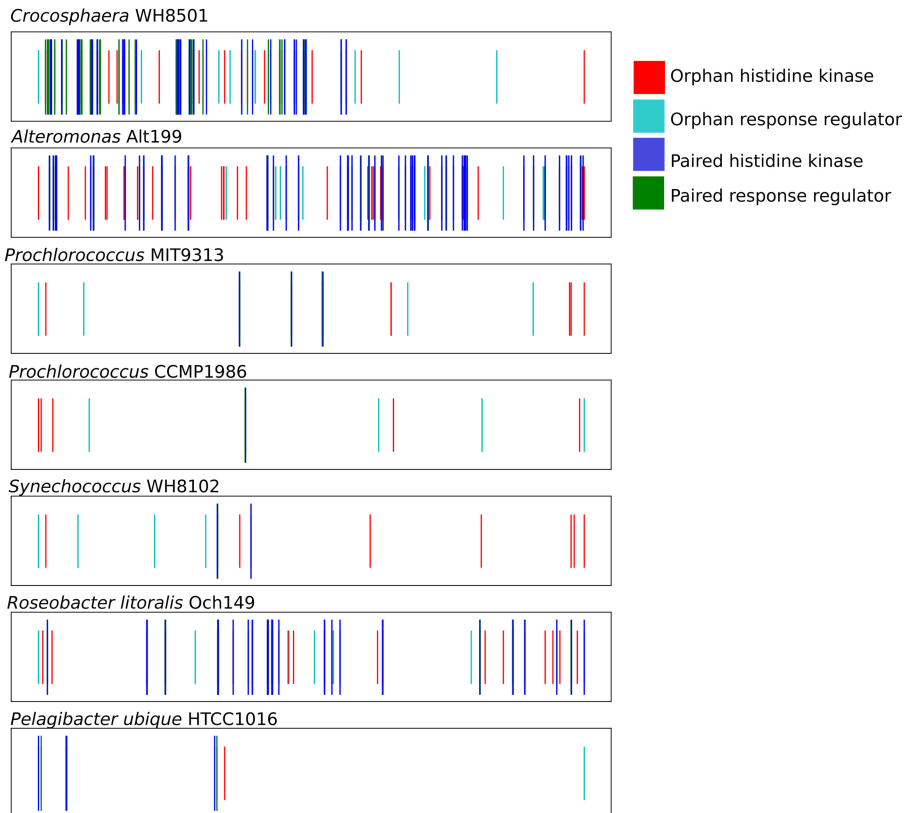 Crocosphaera WH8501
Orphan histidine kinase
Orphan response regulator
Alteromonas Alt199
Paired histidine kinase
Paired response regulator
Prochlorococcus MIT9313
Prochlorococcus CCMP1986
Synechococcus WH8102
Roseobacter litoralis Och149
Pelagibacter ubique HTCC1016